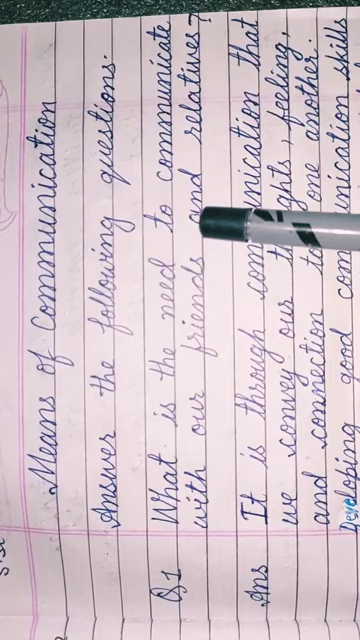 Means of Communication
Answer the following questions.
Q1 What is the need to communicate
with our friends and relatives?
Ans It is through communication that
we convey our thoughts, feeling,
and connection to one another.
Developing good communication skills